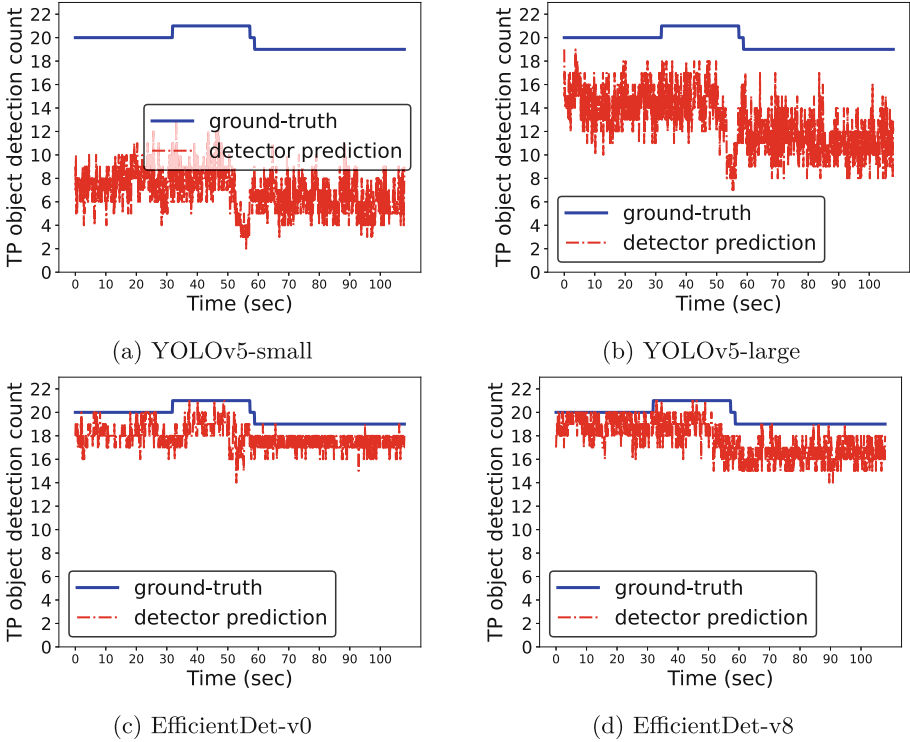 TP object detection count
22
20
18
16
14
12
10
8
6
4
2
0
ground-truth
detector prediction
0 10 20 30 40 50 60 70 80 90 100
Time (sec)
(a) YOLOv5-small
TP object detection count
22
20
18
16
14
12
10
8
6
4
2
0
ground-truth
detector prediction
0 10 20 30 40 50 60 70 80 90 100
Time (sec)
(b) YOLOv5-large
TP object detection count
22
20
18
16
14
12
10
8
6
4
2
0
ground-truth
detector prediction
0 10 20 30 40 50 60 70 80 90 100
Time (sec)
(c) EfficientDet-v0
TP object detection count
22
20
18
16
14
12
10
8
6
4
2
0
ground-truth
detector prediction
0 10 20 30 40 50 60 70 80 90 100
Time (sec)
(d) EfficientDet-v8